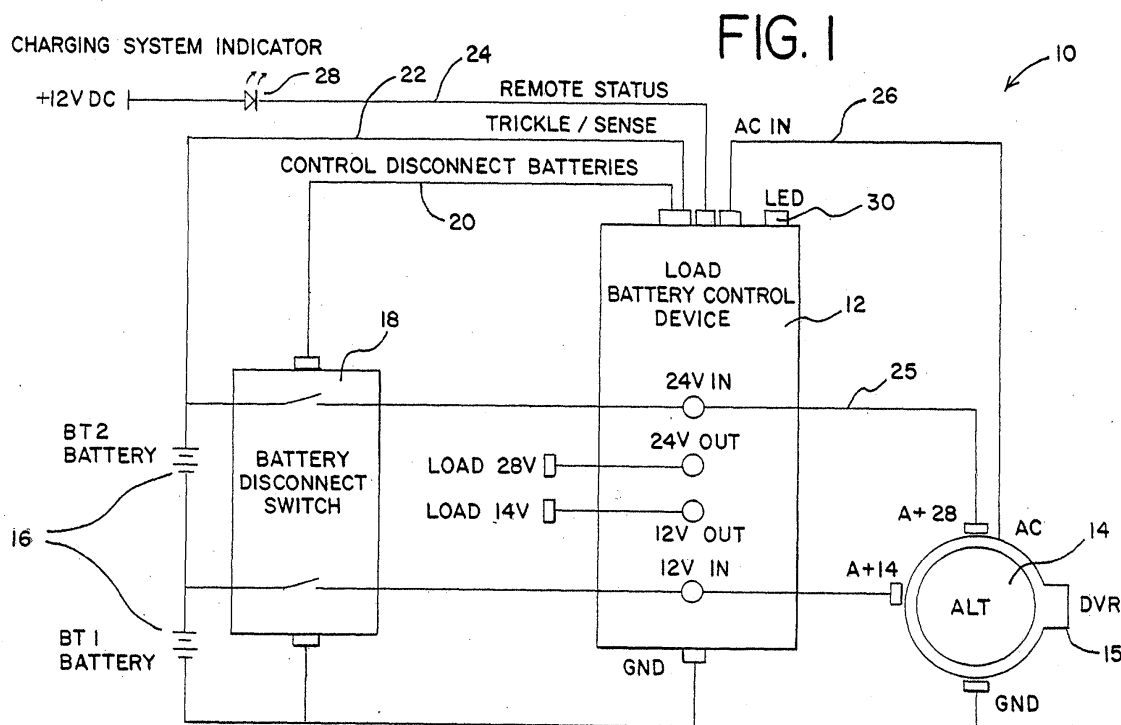 FIG. 1
10
CHARGING SYSTEM INDICATOR
28
22
24
+12V DC
REMOTE STATUS
26
TRICKLE / SENSE
AC IN
CONTROL DISCONNECT BATTERIES
20
LED
30
LOAD
BATTERY CONTROL
DEVICE
12
18
24V IN
25
BT2
BATTERY
24V OUT
BATTERY
DISCONNECT
SWITCH
LOAD 28V
LOAD 14V
12V OUT
A+28
AC
14
16
12V IN
A+14
ALT
DVR
15
BT1
BATTERY
GND
GND